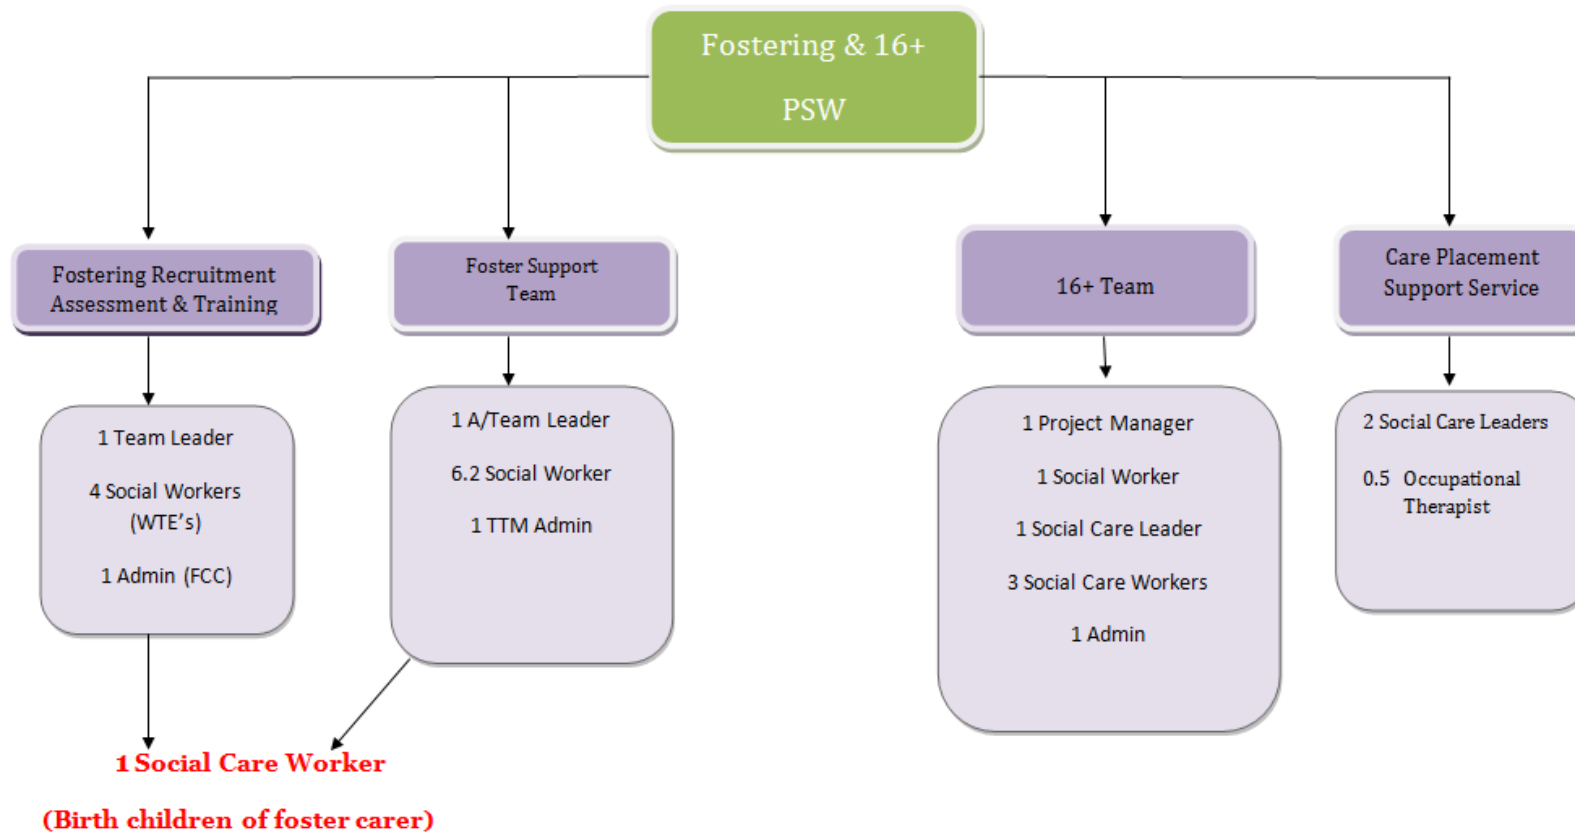 Fostering & 16+
PSW
Fostering Recruitment
Assessment & Training
Foster Support
Team
16+ Team
Care Placement
Support Service
1 Team Leader
4 Social Workers
(WTE's)
1 Admin (FCC)
1 A/Team Leader
6.2 Social Worker
1 TTM Admin
1 Project Manager
1 Social Worker
1 Social Care Leader
3 Social Care Workers
1 Admin
2 Social Care Leaders
0.5 Occupational
Therapist
1 Social Care Worker
(Birth children of foster carer)